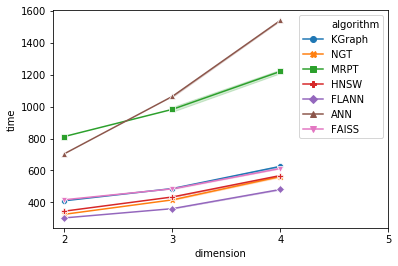 1600
1400
1200
1000
800
600
400
time
2
3
4
5
dimension
algorithm
KGraph
NGT
MRPT
HNSW
FLANN
ANN
FAISS